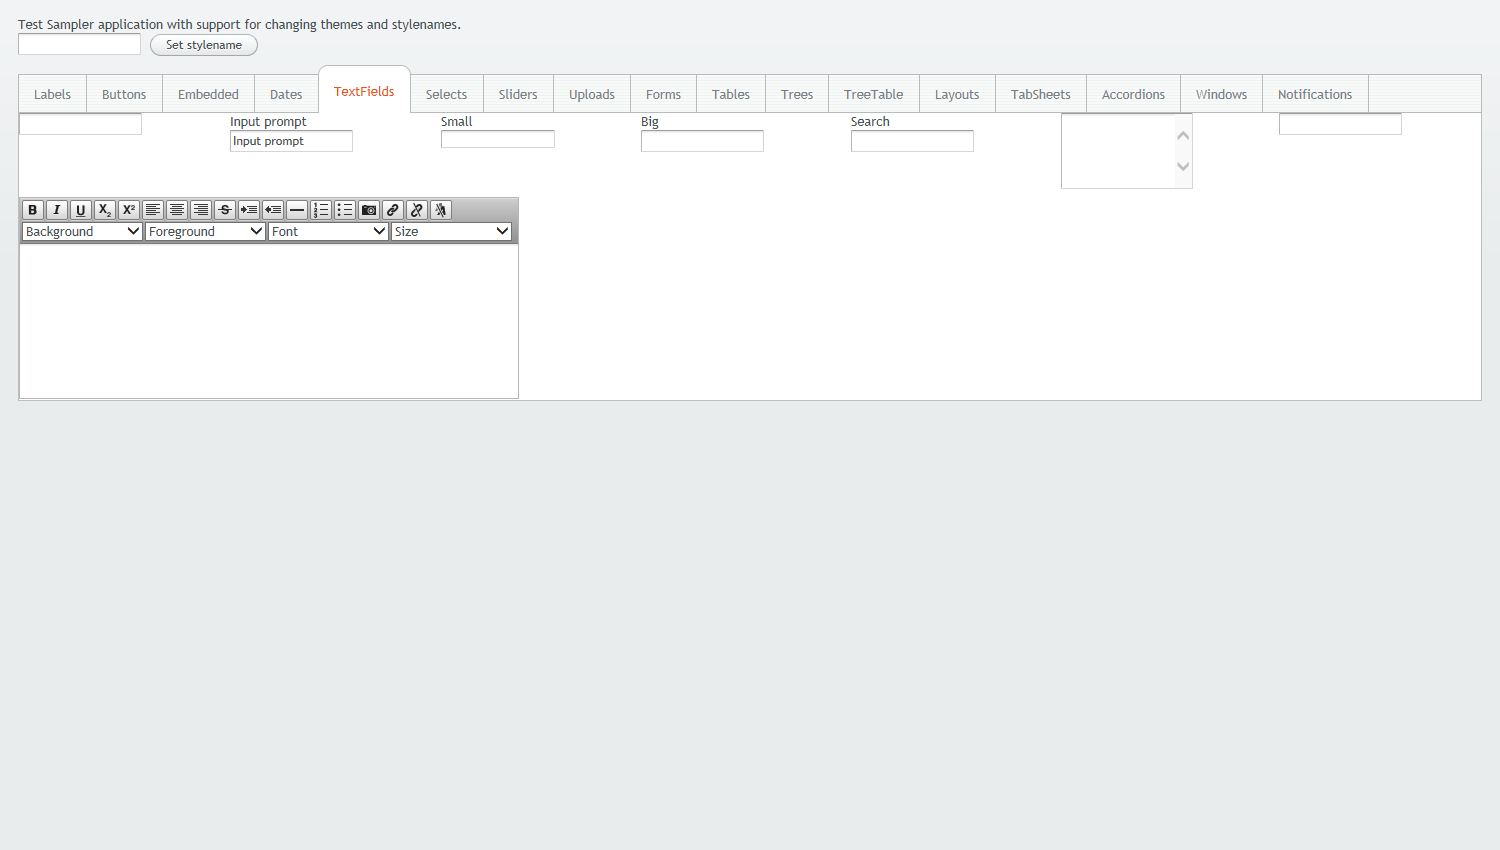 Test Sampler application with support for changing themes and stylenames.
Set stylename
Labels Buttons Embedded Dates TextFields Selects Sliders Uploads Forms Tables Trees TreeTable Layouts TabSheets Accordions Windows Notifications
Input prompt Small Big Search
Input prompt
B I U X2 X² S
Background Foreground Font Size